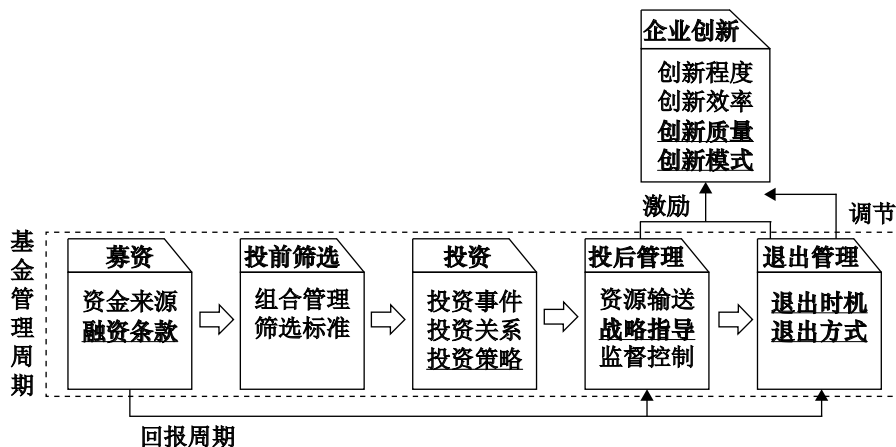 企业创新
创新程度
创新效率
创新质量
创新模式
激励
调节
基金管理周期
募资
资金来源
融资条款
投前筛选
组合管理
筛选标准
投资
投资事件
投资关系
投资策略
投后管理
资源输送
战略指导
监督控制
退出管理
退出时机
退出方式
回报周期